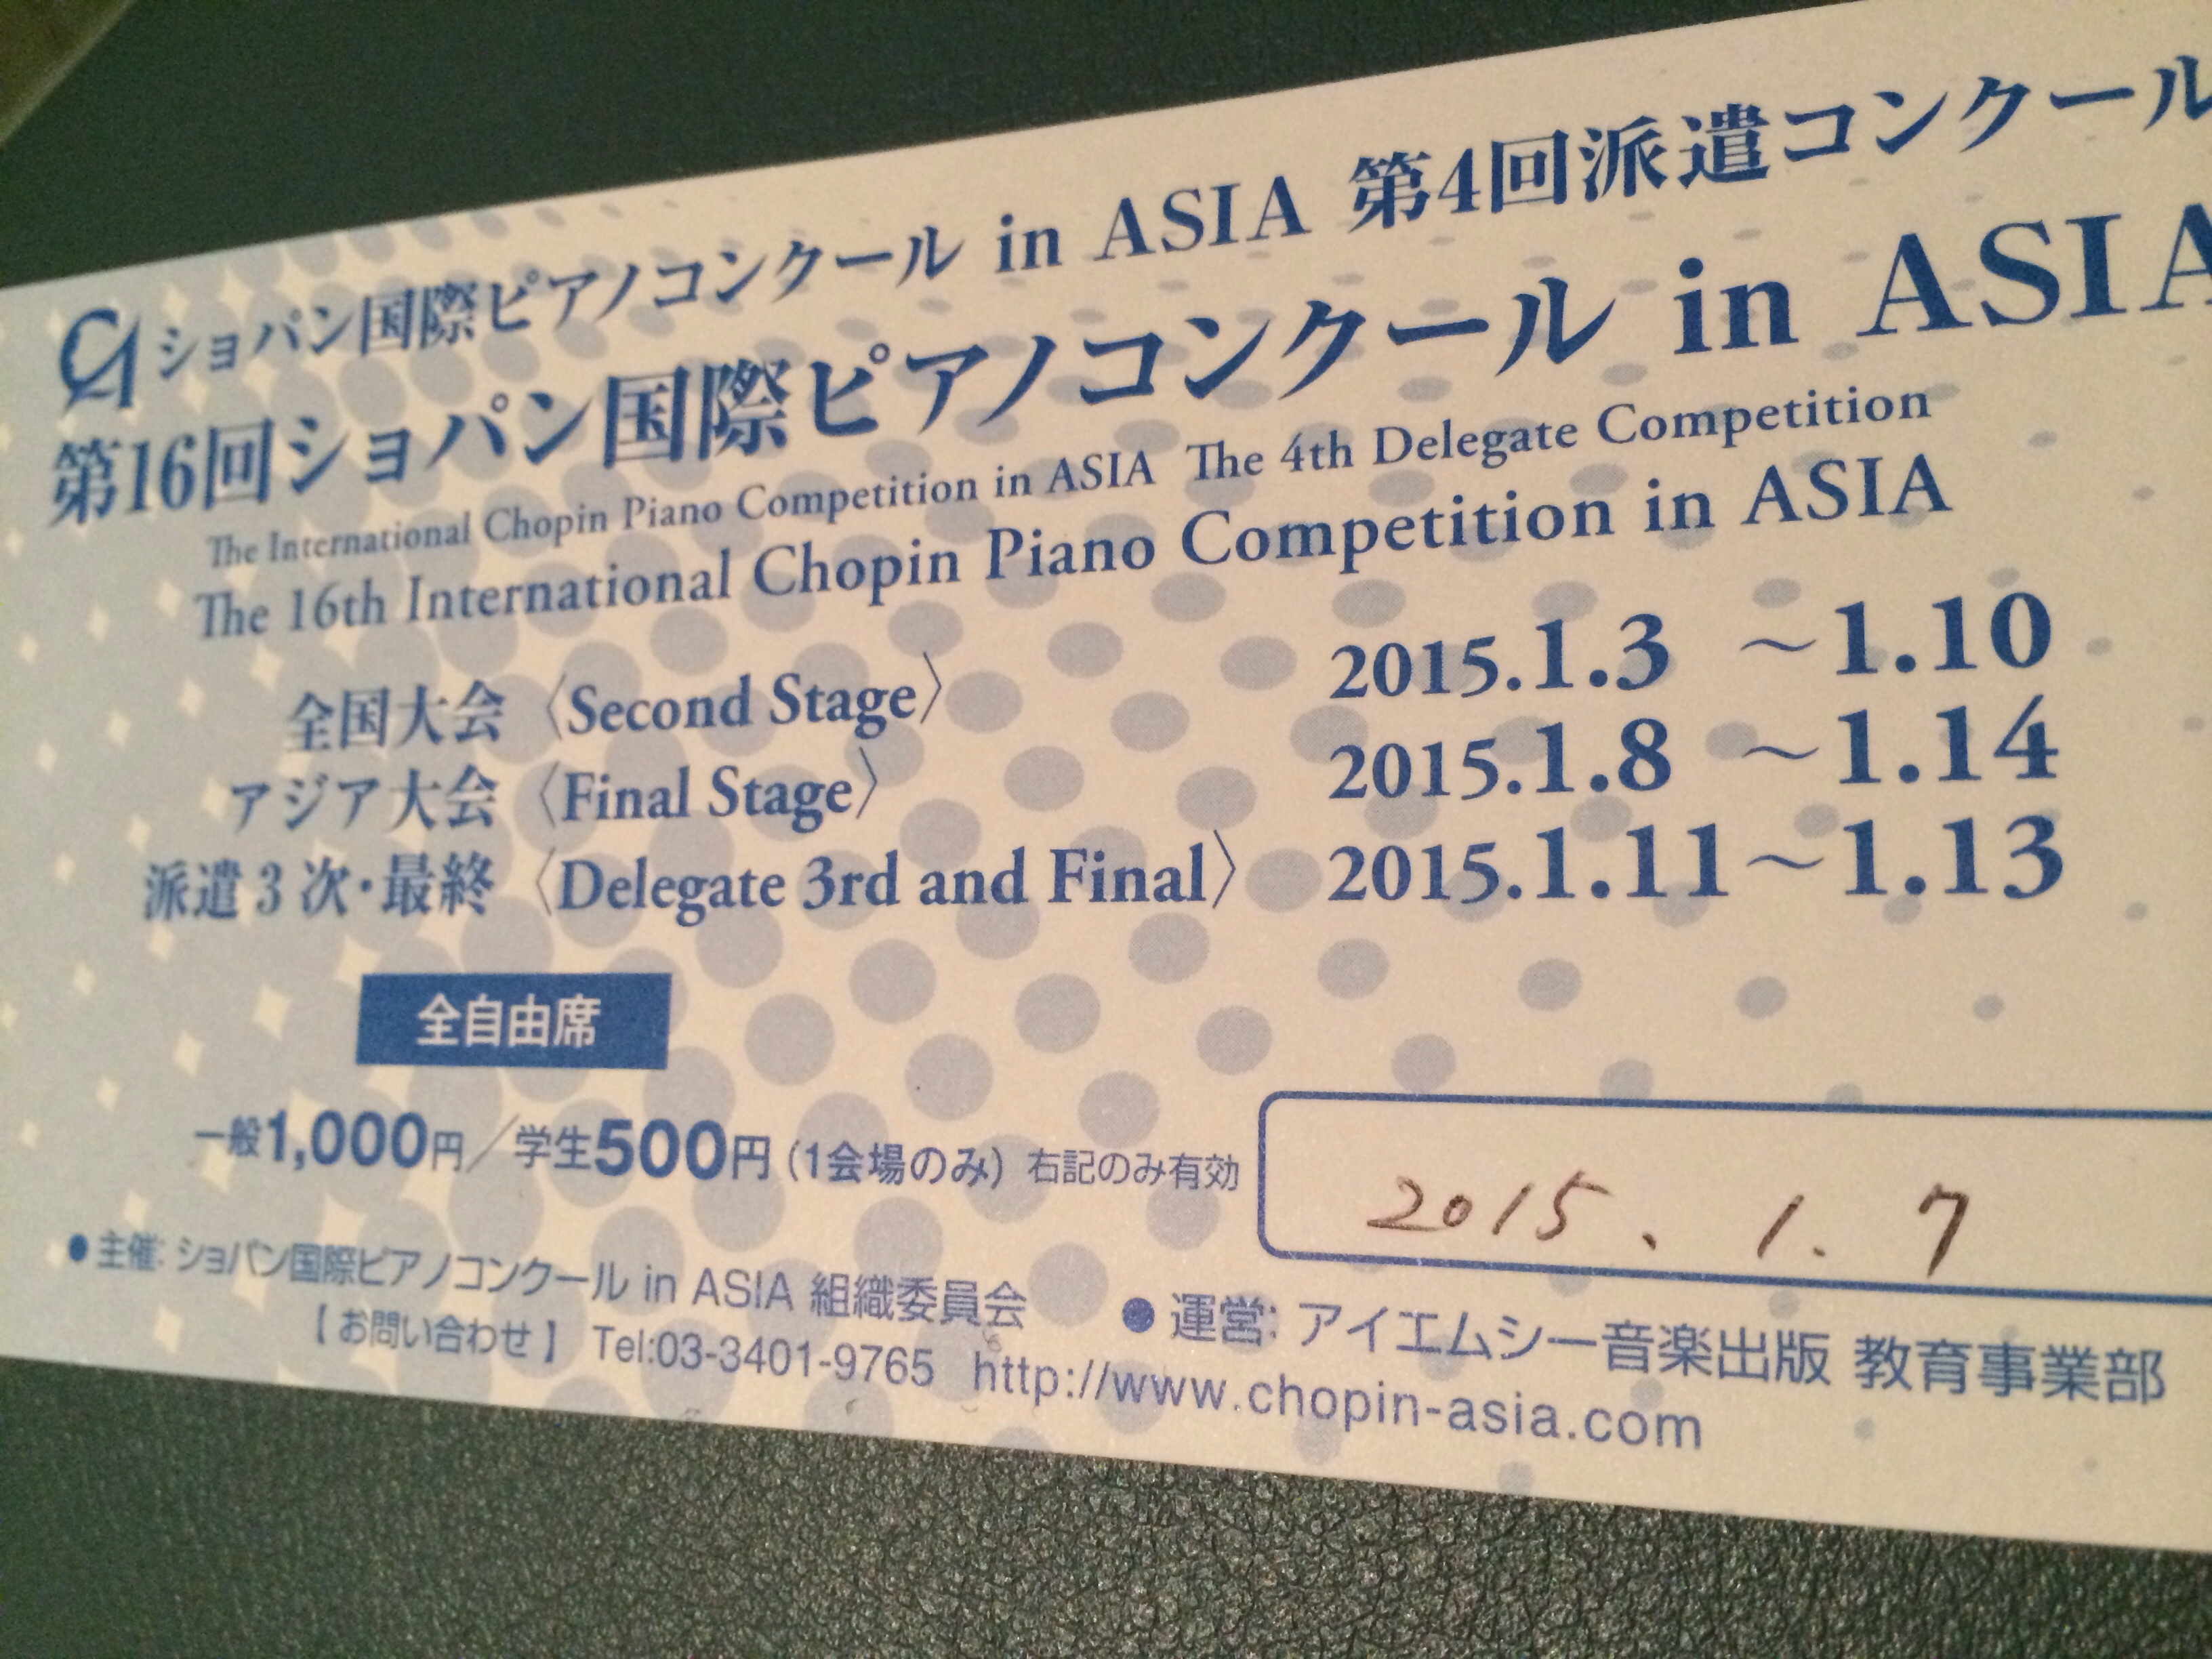 CA ショパン国際ピアノコンクール in ASIA 第4回派遣コンクール
第16回ショパン国際ピアノコンクール in ASIA
The International Chopin Piano Competition in ASIA The 4th Delegate Competition
The 16th International Chopin Piano Competition in ASIA
全国大会〈Second Stage〉 2015.1.3 ～1.10
アジア大会〈Final Stage〉 2015.1.8 ～1.14
派遣3次・最終〈Delegate 3rd and Final〉 2015.1.11～1.13
全自由席
一般1,000円／学生500円 (1会場のみ) 右記のみ有効
2015. 1. 7
●主催: ショパン国際ピアノコンクール in ASIA 組織委員会 ●運営: アイエムシー音楽出版 教育事業部
【お問い合わせ】 Tel:03-3401-9765 http://www.chopin-asia.com